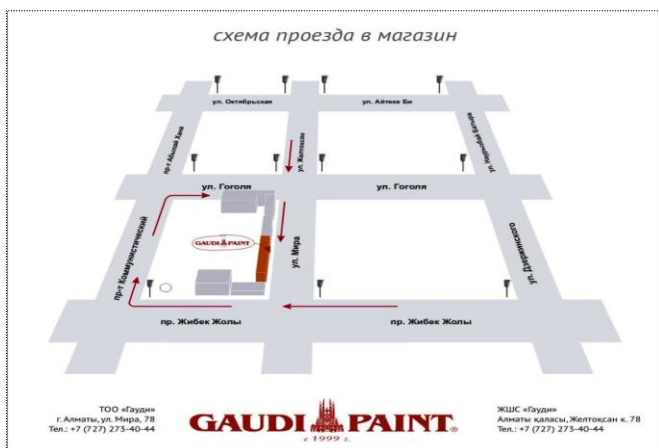 схема проезда в магазин
ул. Октябрьская
ул. Айтеке Би
пр-т Абылай Хана
ул. Желтоксан
ул. Наурызбай Батыра
ул. Гоголя
ул. Гоголя
GAUDI PAINT
пр-т Коммунистический
ул. Мира
ул. Дзержинского
пр. Жибек Жолы
пр. Жибек Жолы
ТОО «Гауди»
г. Алматы, ул. Мира, 78
Тел.: +7 (727) 273-40-44
GAUDI PAINT®
с 1999 г.
ЖШС «Гауди»
Алматы қаласы, Желтоқсан к. 78
Тел.: +7 (727) 273-40-44